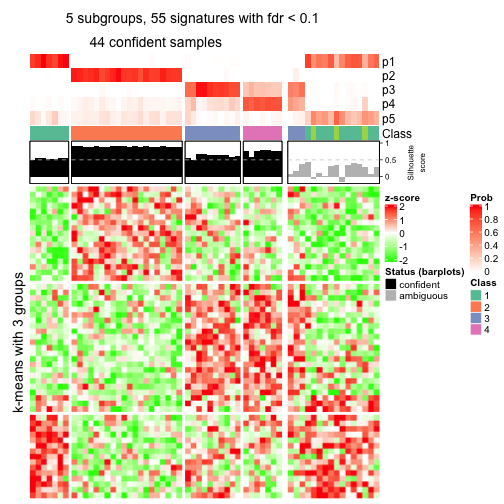 5 subgroups, 55 signatures with fdr < 0.1
44 confident samples
p1
p2
p3
p4
p5
Class
1
0.5
0
Silhouette
score
k-means with 3 groups
z-score
2
1
0
-1
-2
Status (barplots)
confident
ambiguous
Prob
1
0.8
0.6
0.4
0.2
0
Class
1
2
3
4